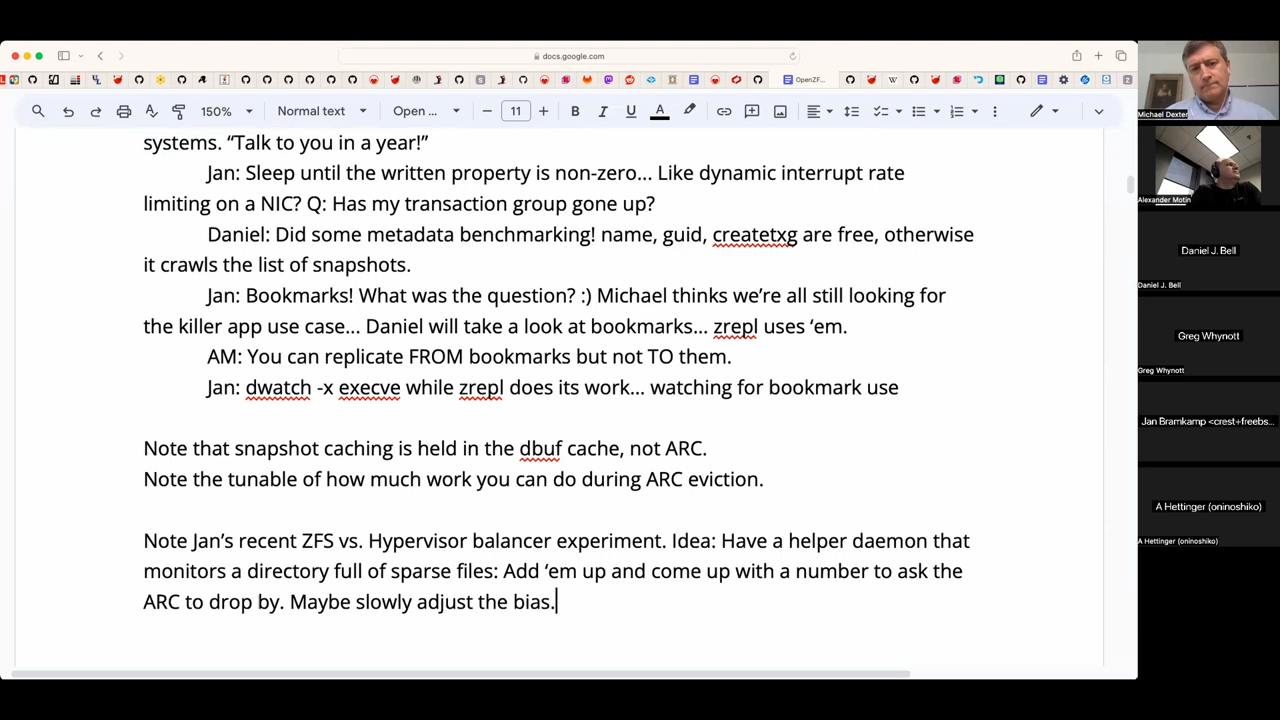 docs.google.com
OpenZF...
150%
Normal text
Open ...
11
systems. “Talk to you in a year!”
Jan: Sleep until the written property is non-zero... Like dynamic interrupt rate
limiting on a NIC? Q: Has my transaction group gone up?
Daniel: Did some metadata benchmarking! name, guid, createtxg are free, otherwise
it crawls the list of snapshots.
Jan: Bookmarks! What was the question? :) Michael thinks we’re all still looking for
the killer app use case... Daniel will take a look at bookmarks... zrepl uses ‘em.
AM: You can replicate FROM bookmarks but not TO them.
Jan: dwatch -x execve while zrepl does its work... watching for bookmark use
Note that snapshot caching is held in the dbuf cache, not ARC.
Note the tunable of how much work you can do during ARC eviction.
Note Jan’s recent ZFS vs. Hypervisor balancer experiment. Idea: Have a helper daemon that
monitors a directory full of sparse files: Add ‘em up and come up with a number to ask the
ARC to drop by. Maybe slowly adjust the bias.
Michael Dexter
Alexander Motin
Daniel J. Bell
Daniel J. Bell
Greg Whynott
Greg Whynott
Jan Bramkamp <crest+freebs...
A Hettinger (oninoshiko)
A Hettinger (oninoshiko)